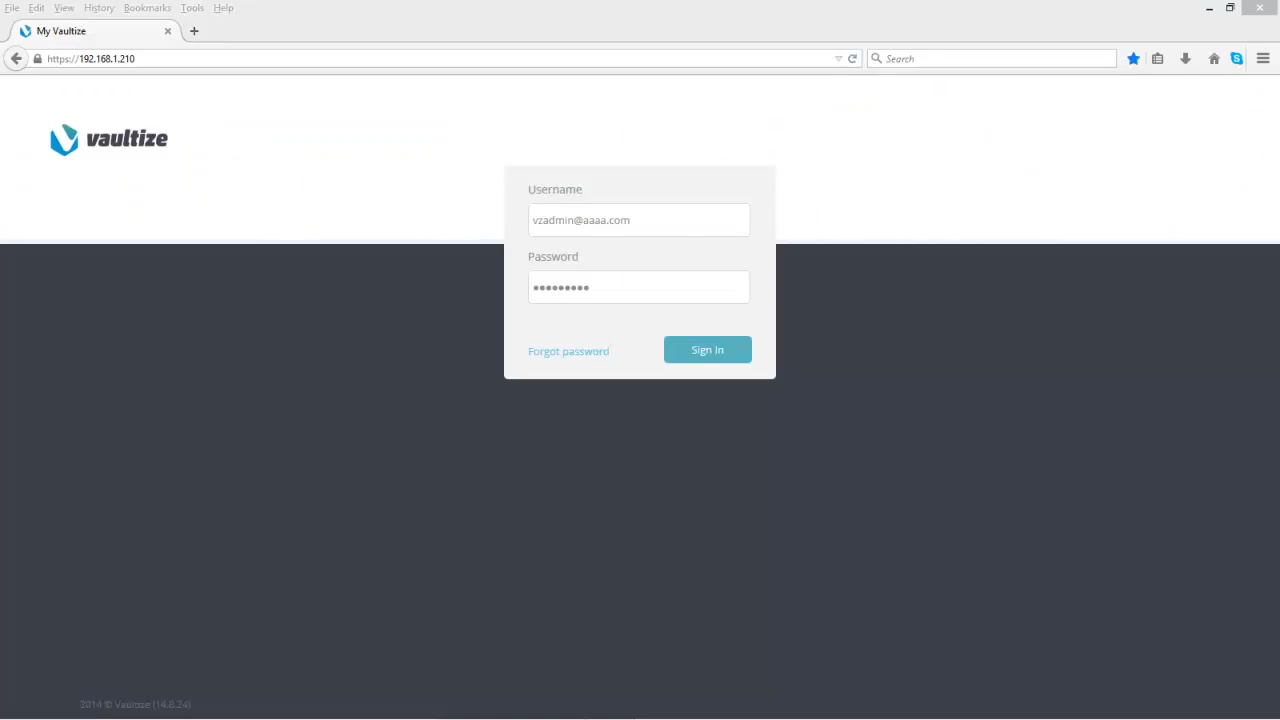 File Edit View History Bookmarks Tools Help
My Vaultize
https://192.168.1.210
Search
vaultize
Username
vzadmin@aaaa.com
Password
Forgot password
Sign In
2014 © Vaultize (14.8.24)